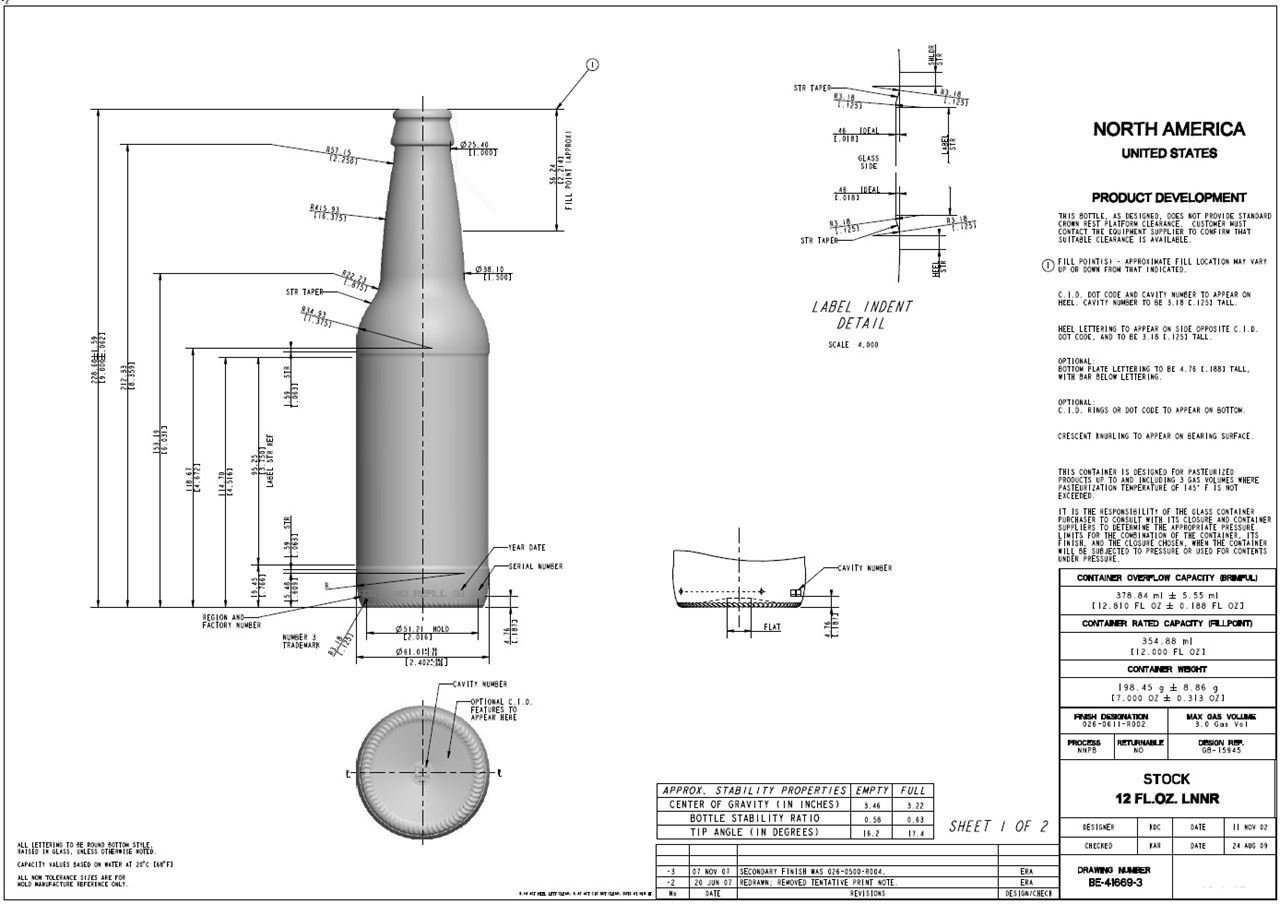 NORTH AMERICA
UNITED STATES
PRODUCT DEVELOPMENT
THIS BOTTLE, AS DESIGNED, DOES NOT PROVIDE STANDARD
CROWN REST PLATFORM CLEARANCE. CUSTOMER MUST
CONTACT THE EQUIPMENT SUPPLIER TO CONFIRM THAT
SUITABLE CLEARANCE IS AVAILABLE.
1 FILL POINT(S) - APPROXIMATE FILL LOCATION MAY VARY
UP OR DOWN FROM THAT INDICATED.
C.I.D. DOT CODE AND CAVITY NUMBER TO APPEAR ON
HEEL. CAVITY NUMBER TO BE 3.18 [.125] TALL.
HEEL LETTERING TO APPEAR ON SIDE OPPOSITE C.I.D.
DOT CODE, AND TO BE 3.18 [.125] TALL.
OPTIONAL:
BOTTOM PLATE LETTERING TO BE 4.76 [.188] TALL,
WITH BAR BELOW LETTERING.
OPTIONAL:
C.I.D. RINGS OR DOT CODE TO APPEAR ON BOTTOM.
CRESCENT KNURLING TO APPEAR ON BEARING SURFACE.
THIS CONTAINER IS DESIGNED FOR PASTEURIZED
PRODUCTS UP TO AND INCLUDING 3 GAS VOLUMES WHERE
PASTEURIZATION TEMPERATURE OF 145° F IS NOT
EXCEEDED.
IT IS THE RESPONSIBILITY OF THE GLASS CONTAINER
PURCHASER TO CONSULT WITH ITS CLOSURE AND CONTAINER
SUPPLIERS TO DETERMINE THE APPROPRIATE PRESSURE
LIMITS FOR THE COMBINATION OF THE CONTAINER, ITS
FINISH, AND THE CLOSURE CHOSEN, WHEN THE CONTAINER
WILL BE SUBJECTED TO PRESSURE OR USED FOR CONTENTS
UNDER PRESSURE.
CONTAINER OVERFLOW CAPACITY (BRIMFUL)
378.84 ml ± 5.55 ml
[12.810 FL OZ ± 0.188 FL OZ]
CONTAINER RATED CAPACITY (FILLPOINT)
354.88 ml
[12.000 FL OZ]
CONTAINER WEIGHT
198.45 g ± 8.86 g
[7.000 OZ ± 0.313 OZ]
FINISH DESIGNATION MAX GAS VOLUME
026-0611-R002 3.0 Gas Vol
PROCESS RETURNABLE DESIGN REF.
NNPB NO GB-15945
STOCK
12 FL.OZ. LNNR
DESIGNER DATE 11 NOV 02
CHECKED KAR DATE 24 AUG 09
DRAWING NUMBER
BE-41669-3
1
R57.15
[2.250]
Ø25.40
[1.000]
56.24
[2.214]
FILL POINT (APPROX)
R415.93
[16.375]
R22.23
[.875]
Ø38.10
[1.500]
STR TAPER
R34.93
[1.375]
228.60±1.59
[9.000±.062]
212.33
[8.359]
153.19
[6.031]
118.67
[4.672]
114.70
[4.516]
95.25
[3.750]
LABEL STR REF
1.59
[.063]
STR
1.59
[.063]
STR
19.45
[.766]
15.48
[.609]
YEAR DATE
SERIAL NUMBER
NO REFILL
REGION AND
FACTORY NUMBER
NUMBER 3
TRADEMARK
R3.18
[.125]
Ø51.21 HOLD
[2.016]
Ø61.01
[2.402]
4.76
[.187]
CAVITY NUMBER
OPTIONAL C.I.D.
FEATURES TO
APPEAR HERE
SHLDR
STR
STR TAPER
R3.18
[.125]
R3.18
[.125]
.46 IDEAL
[.018]
LABEL
STR
GLASS
SIDE
.46 IDEAL
[.018]
R3.18
[.125]
R3.18
[.125]
STR TAPER
HEEL
STR
LABEL INDENT
DETAIL
SCALE 4.000
CAVITY NUMBER
FLAT
4.76
[.187]
APPROX. STABILITY PROPERTIES EMPTY FULL
CENTER OF GRAVITY (IN INCHES) 3.46 3.22
BOTTLE STABILITY RATIO 0.58 0.63
TIP ANGLE (IN DEGREES) 16.2 17.4
SHEET 1 OF 2
-3 07 NOV 07 SECONDARY FINISH WAS 026-0500-R004. ERA
-2 20 JUN 07 REDRAWN; REMOVED TENTATIVE PRINT NOTE. ERA
No DATE REVISIONS DESIGN/CHECK
ALL LETTERING TO BE ROUND BOTTOM STYLE,
RAISED IN GLASS, UNLESS OTHERWISE NOTED.
CAPACITY VALUES BASED ON WATER AT 20°C [68°F]
ALL NON TOLERANCE SIZES ARE FOR
MOLD MANUFACTURE REFERENCE ONLY.